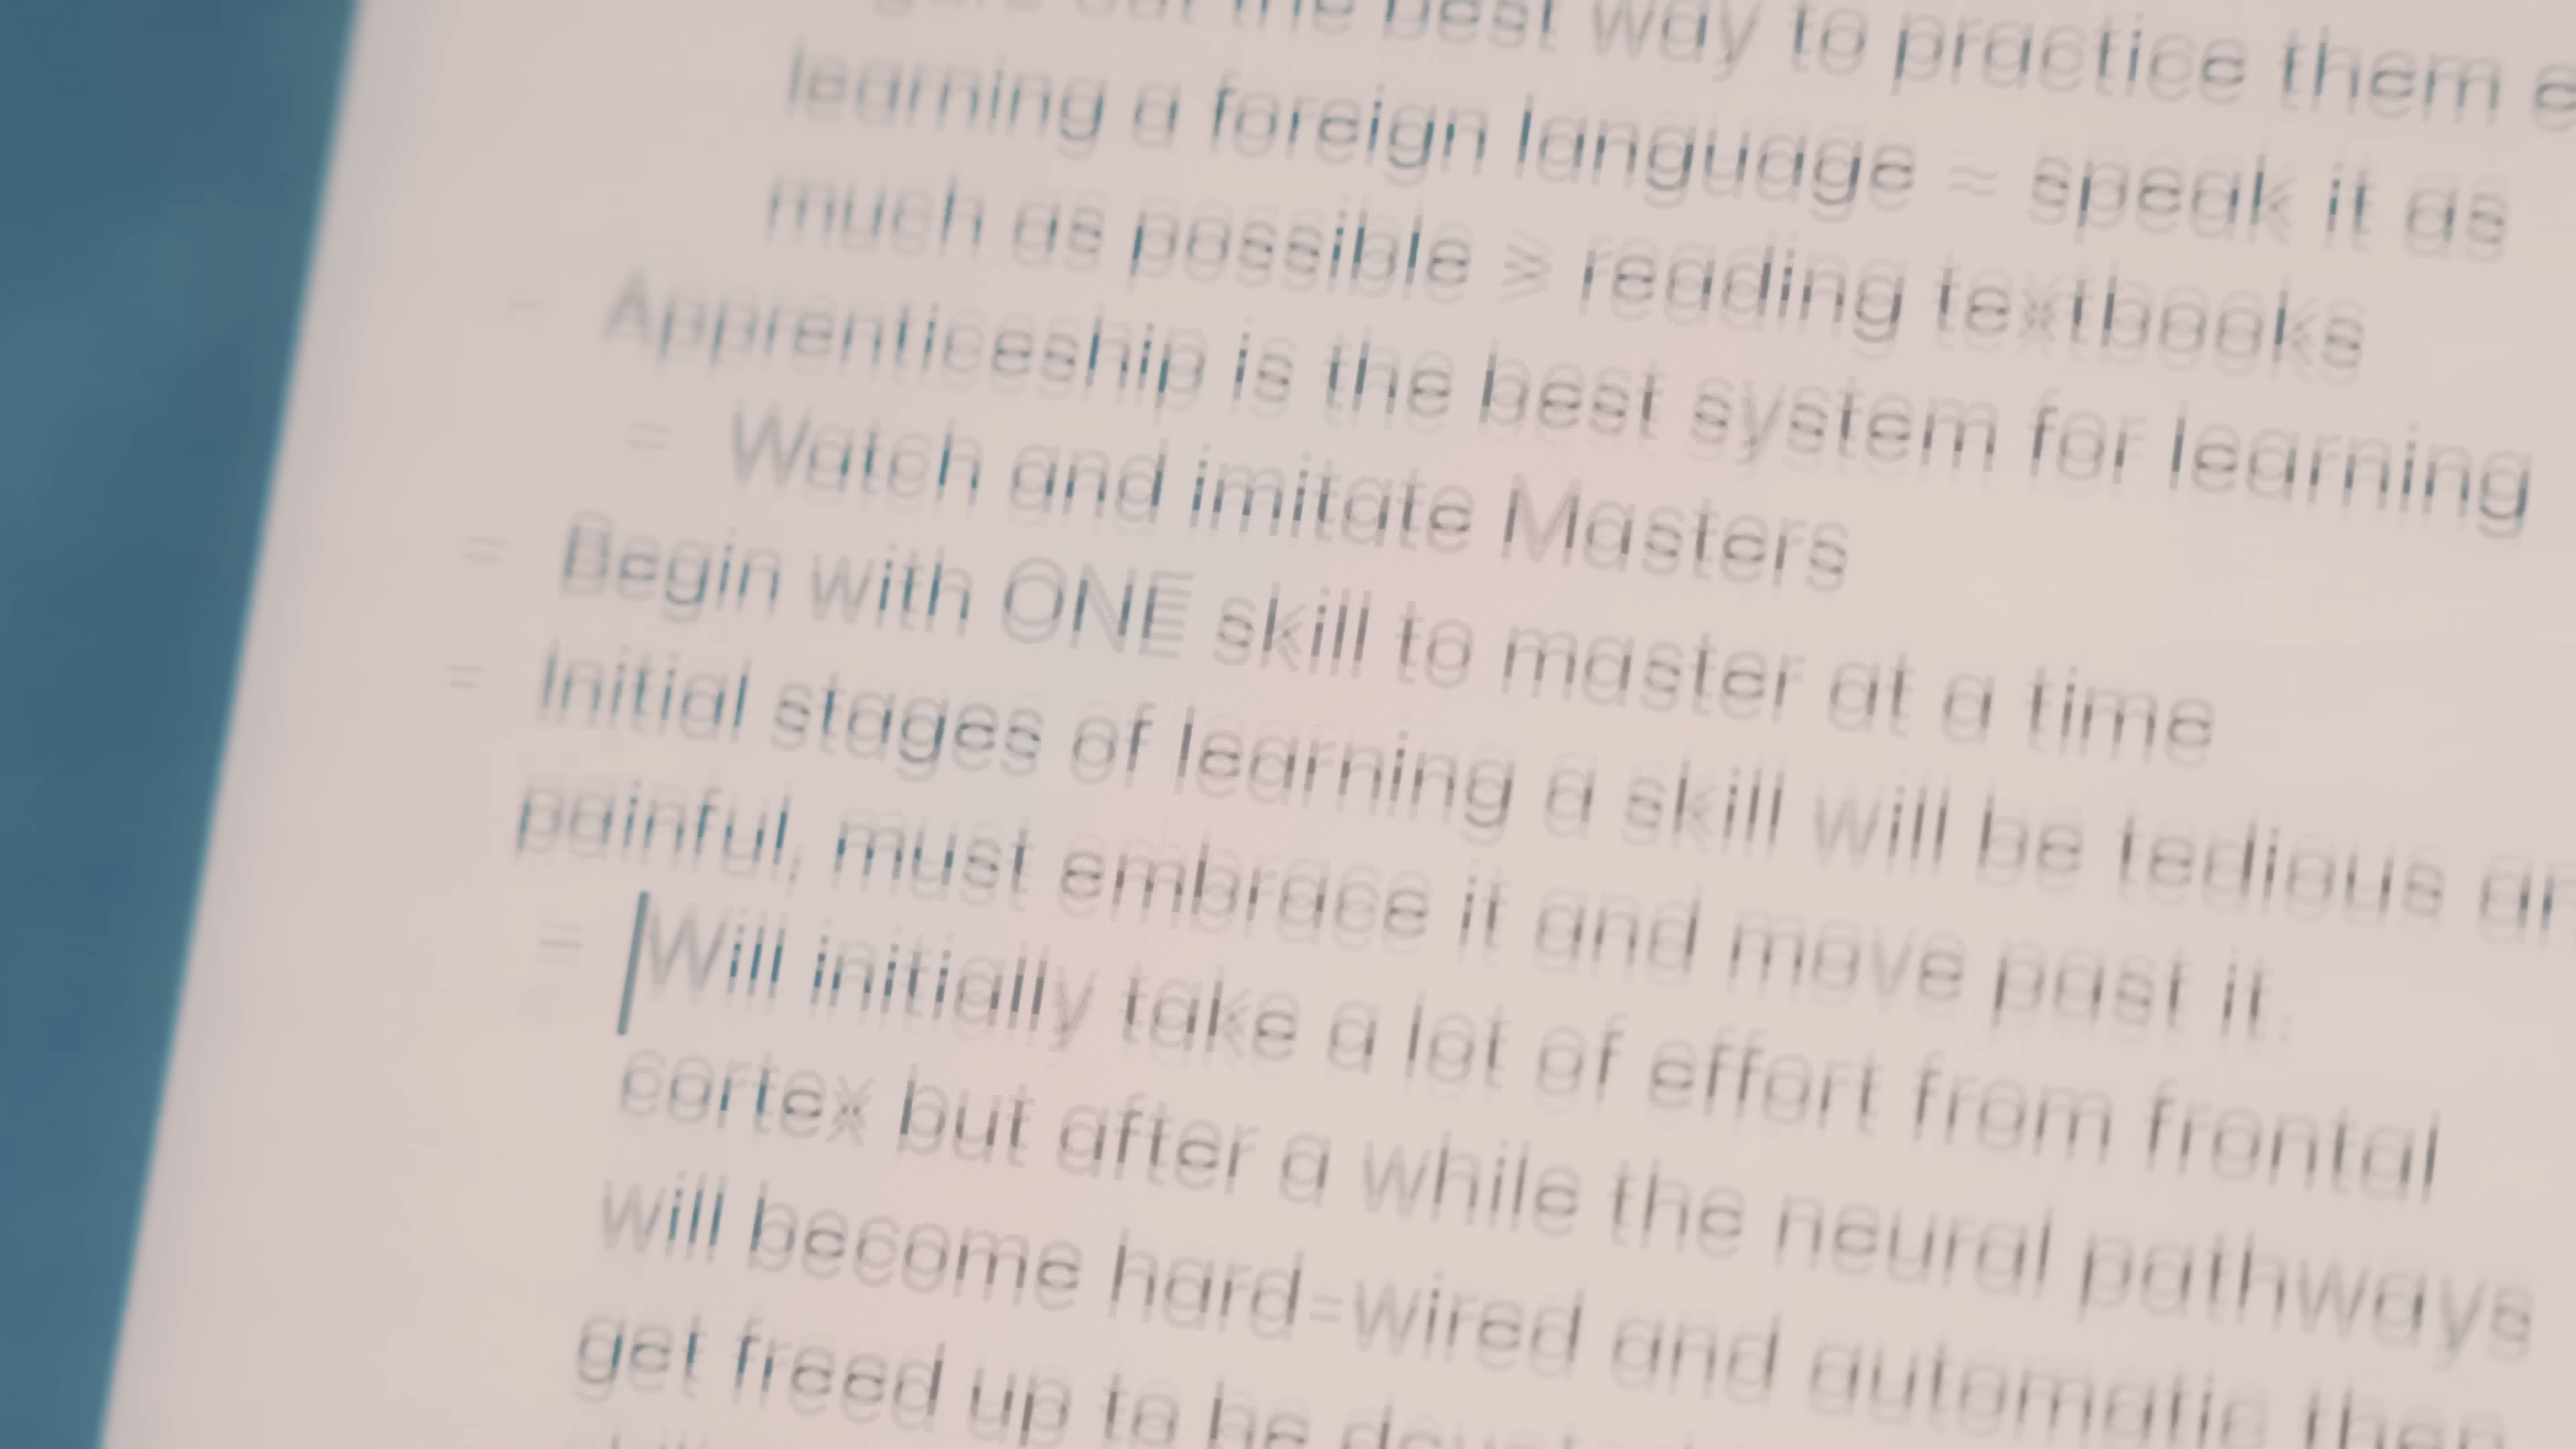 the best way to practice them
learning a foreign language = speak it as
much as possible > reading textbooks
- Apprenticeship is the best system for learning
- Watch and imitate Masters
- Begin with ONE skill to master at a time
- Initial stages of learning a skill will be tedious
painful, must embrace it and move past it.
- Will initially take a lot of effort from frontal
cortex but after a while the neural pathways
will become hard-wired and automatic then
get freed up to be